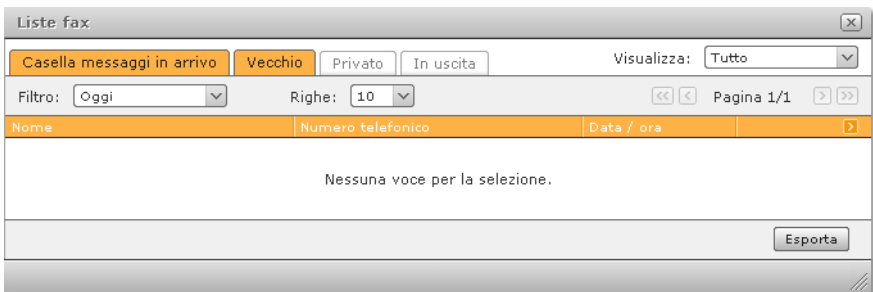 Liste fax
Casella messaggi in arrivo Vecchio Privato In uscita Visualizza: Tutto
Filtro: Oggi Righe: 10 Pagina 1/1
Nome Numero telefonico Data / ora
Nessuna voce per la selezione.
Esporta